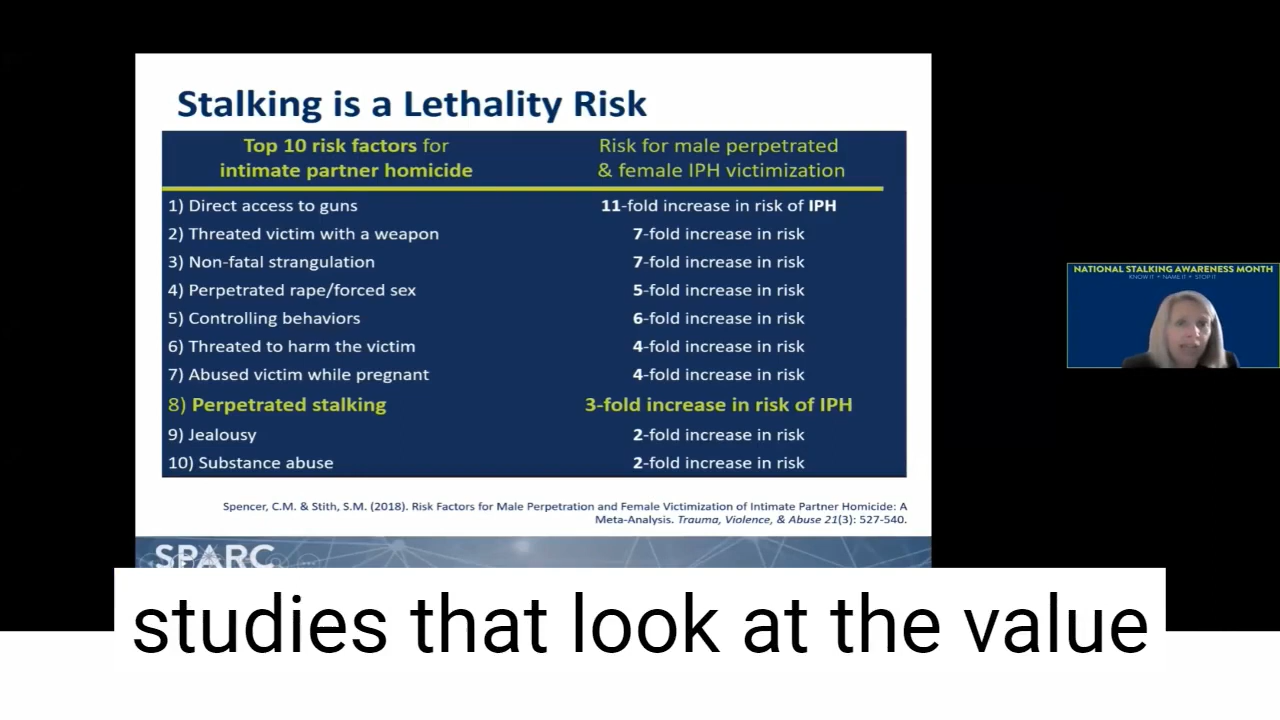 Stalking is a Lethality Risk
Top 10 risk factors for
intimate partner homicide
Risk for male perpetrated
& female IPH victimization
1) Direct access to guns 11-fold increase in risk of IPH
2) Threated victim with a weapon 7-fold increase in risk
3) Non-fatal strangulation 7-fold increase in risk
4) Perpetrated rape/forced sex 5-fold increase in risk
5) Controlling behaviors 6-fold increase in risk
6) Threated to harm the victim 4-fold increase in risk
7) Abused victim while pregnant 4-fold increase in risk
8) Perpetrated stalking 3-fold increase in risk of IPH
9) Jealousy 2-fold increase in risk
10) Substance abuse 2-fold increase in risk
Spencer, C.M. & Stith, S.M. (2018). Risk Factors for Male Perpetration and Female Victimization of Intimate Partner Homicide: A
Meta-Analysis. Trauma, Violence, & Abuse 21(3): 527-540.
SPARC
NATIONAL STALKING AWARENESS MONTH
KNOW IT • NAME IT • STOP IT
studies that look at the value